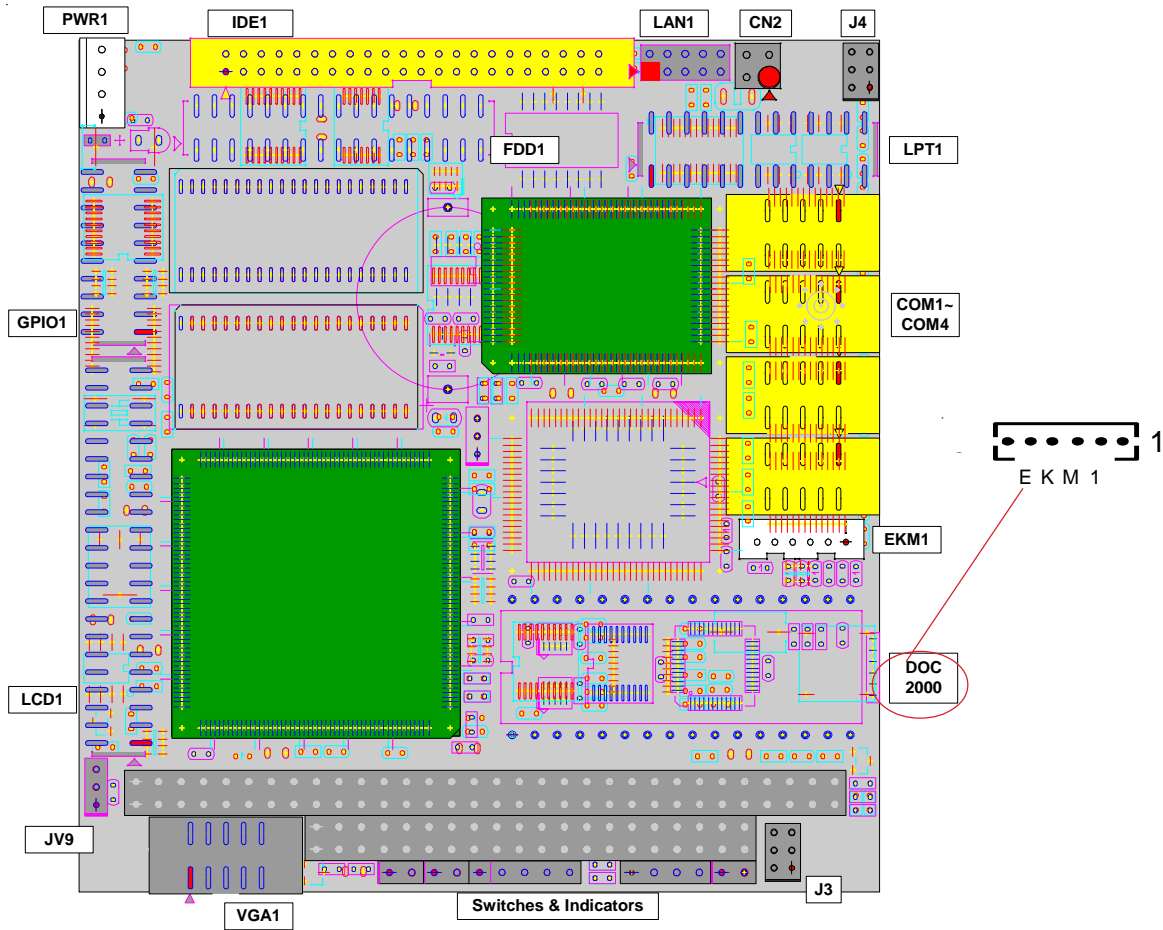 PWR1
IDE1
LAN1
CN2
J4
FDD1
LPT1
GPIO1
COM1~
COM4
1
E K M 1
EKM1
DOC
2000
LCD1
JV9
J3
VGA1
Switches & Indicators